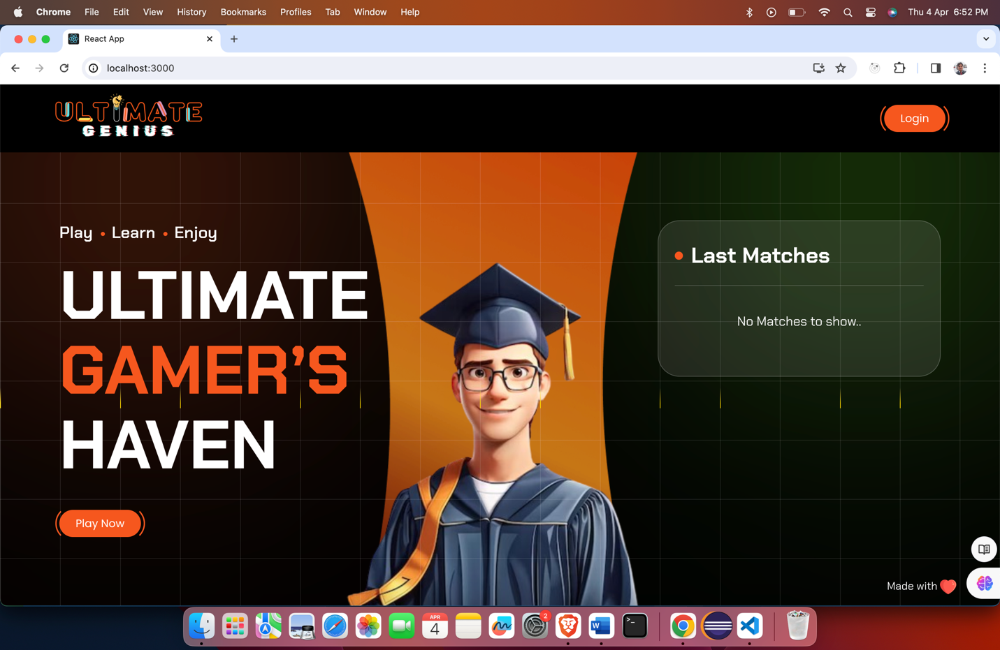 Chrome File Edit View History Bookmarks Profiles Tab Window Help Thu 4 Apr 6:52 PM
React App
localhost:3000
ULTIMATE
GENIUS
Login
Play • Learn • Enjoy
ULTIMATE
GAMER’S
HAVEN
Play Now
Last Matches
No Matches to show..
Made with
APR
4
2
W
>_